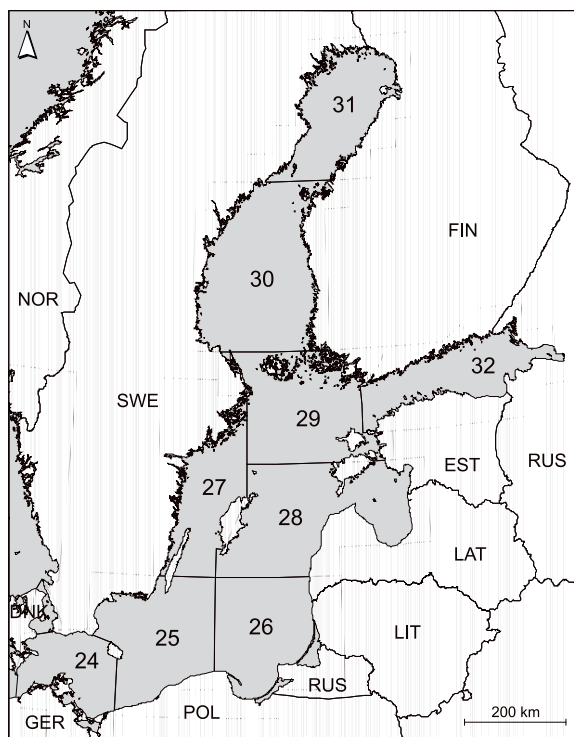 N
31
FIN
30
NOR
32
SWE
29
EST
RUS
27
28
LAT
DNK
25
26
LIT
24
RUS
POL
GER
200 km